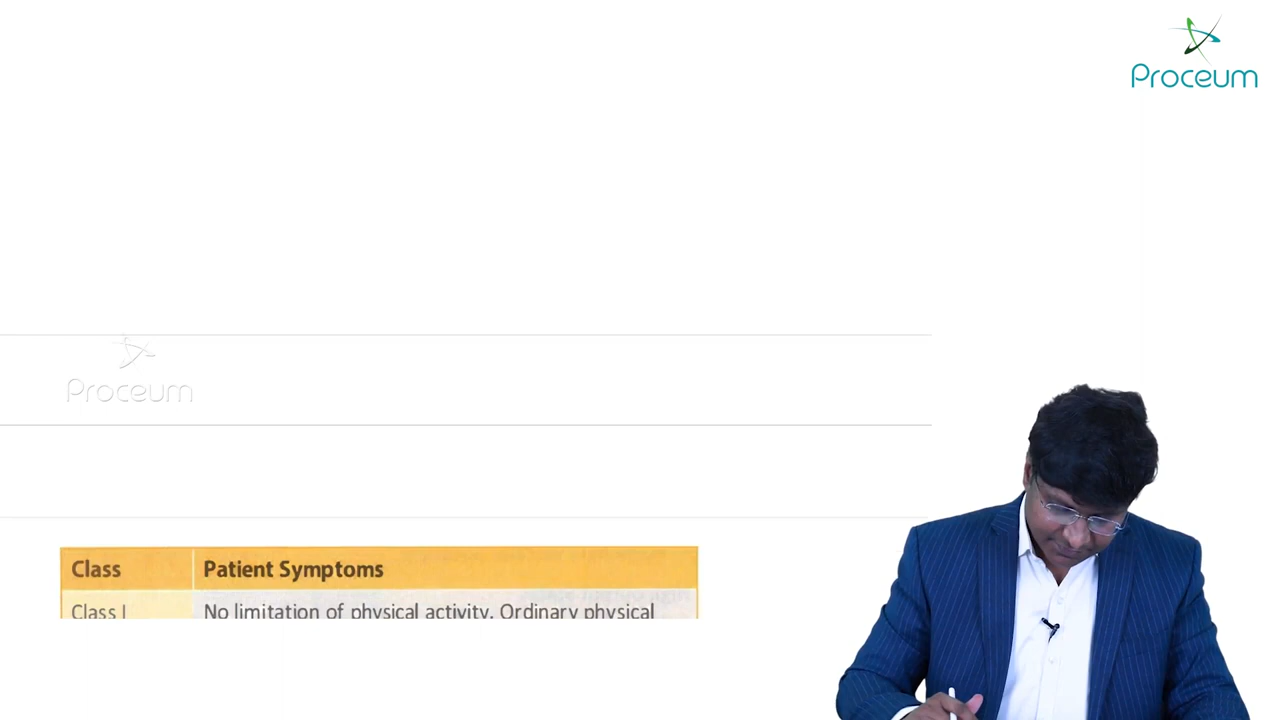 Proceum
Proceum
Class Patient Symptoms
Class I No limitation of physical activity. Ordinary physical